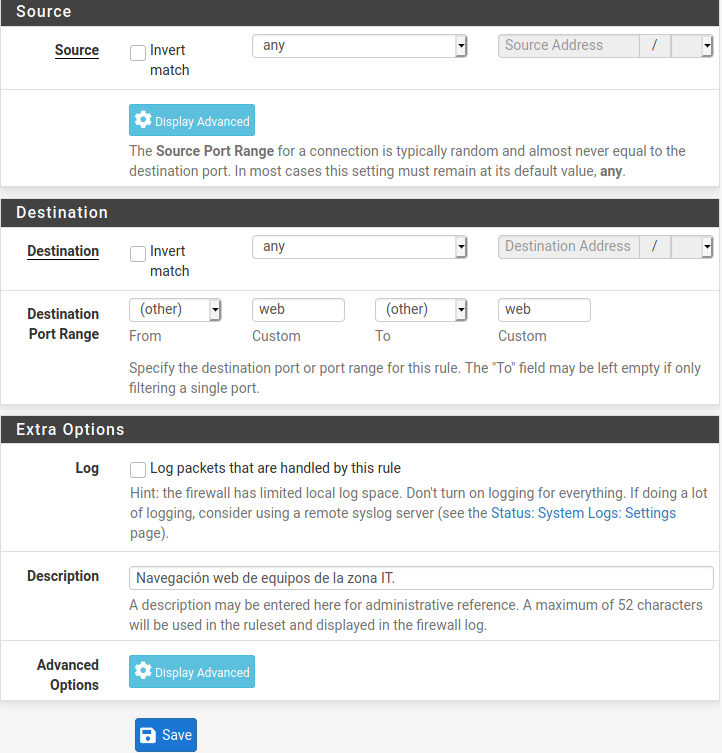 Source
Source Invert match any Source Address /
Display Advanced
The Source Port Range for a connection is typically random and almost never equal to the
destination port. In most cases this setting must remain at its default value, any.
Destination
Destination Invert match any Destination Address /
Destination Port Range (other) web (other) web
From Custom To Custom
Specify the destination port or port range for this rule. The "To" field may be left empty if only
filtering a single port.
Extra Options
Log Log packets that are handled by this rule
Hint: the firewall has limited local log space. Don't turn on logging for everything. If doing a lot
of logging, consider using a remote syslog server (see the Status: System Logs: Settings
page).
Description Navegación web de equipos de la zona IT.
A description may be entered here for administrative reference. A maximum of 52 characters
will be used in the ruleset and displayed in the firewall log.
Advanced Options Display Advanced
Save